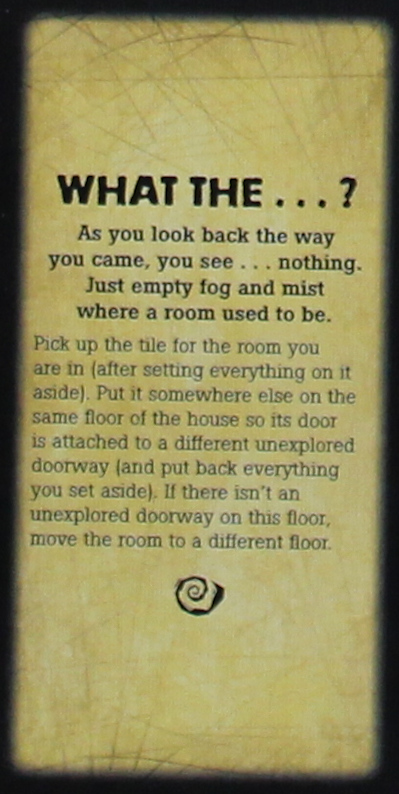 WHAT THE . . . ?
As you look back the way
you came, you see . . . nothing.
Just empty fog and mist
where a room used to be.
Pick up the tile for the room you
are in (after setting everything on it
aside). Put it somewhere else on the
same floor of the house so its door
is attached to a different unexplored
doorway (and put back everything
you set aside). If there isn't an
unexplored doorway on this floor,
move the room to a different floor.